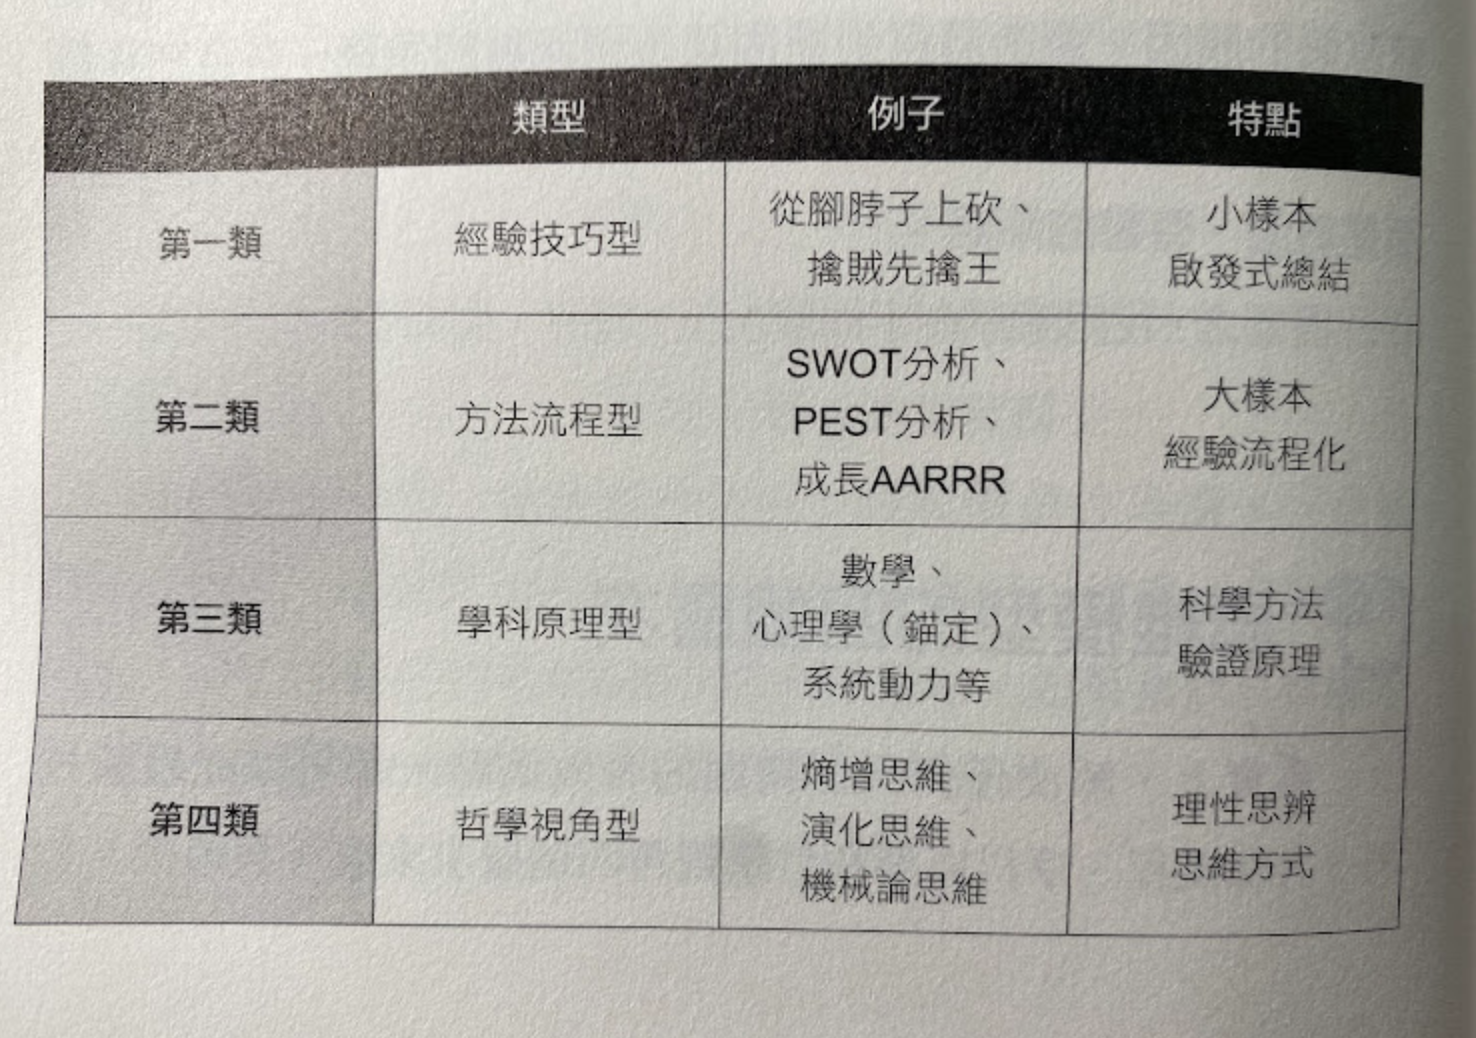 類型 例子 特點
第一類 經驗技巧型 從腳脖子上砍、
擒賊先擒王
小樣本
啟發式總結
第二類 方法流程型 SWOT分析、
PEST分析、
成長AARRR
大樣本
經驗流程化
第三類 學科原理型 數學、
心理學（錨定）、
系統動力等
科學方法
驗證原理
第四類 哲學視角型 熵增思維、
演化思維、
機械論思維
理性思辨
思維方式